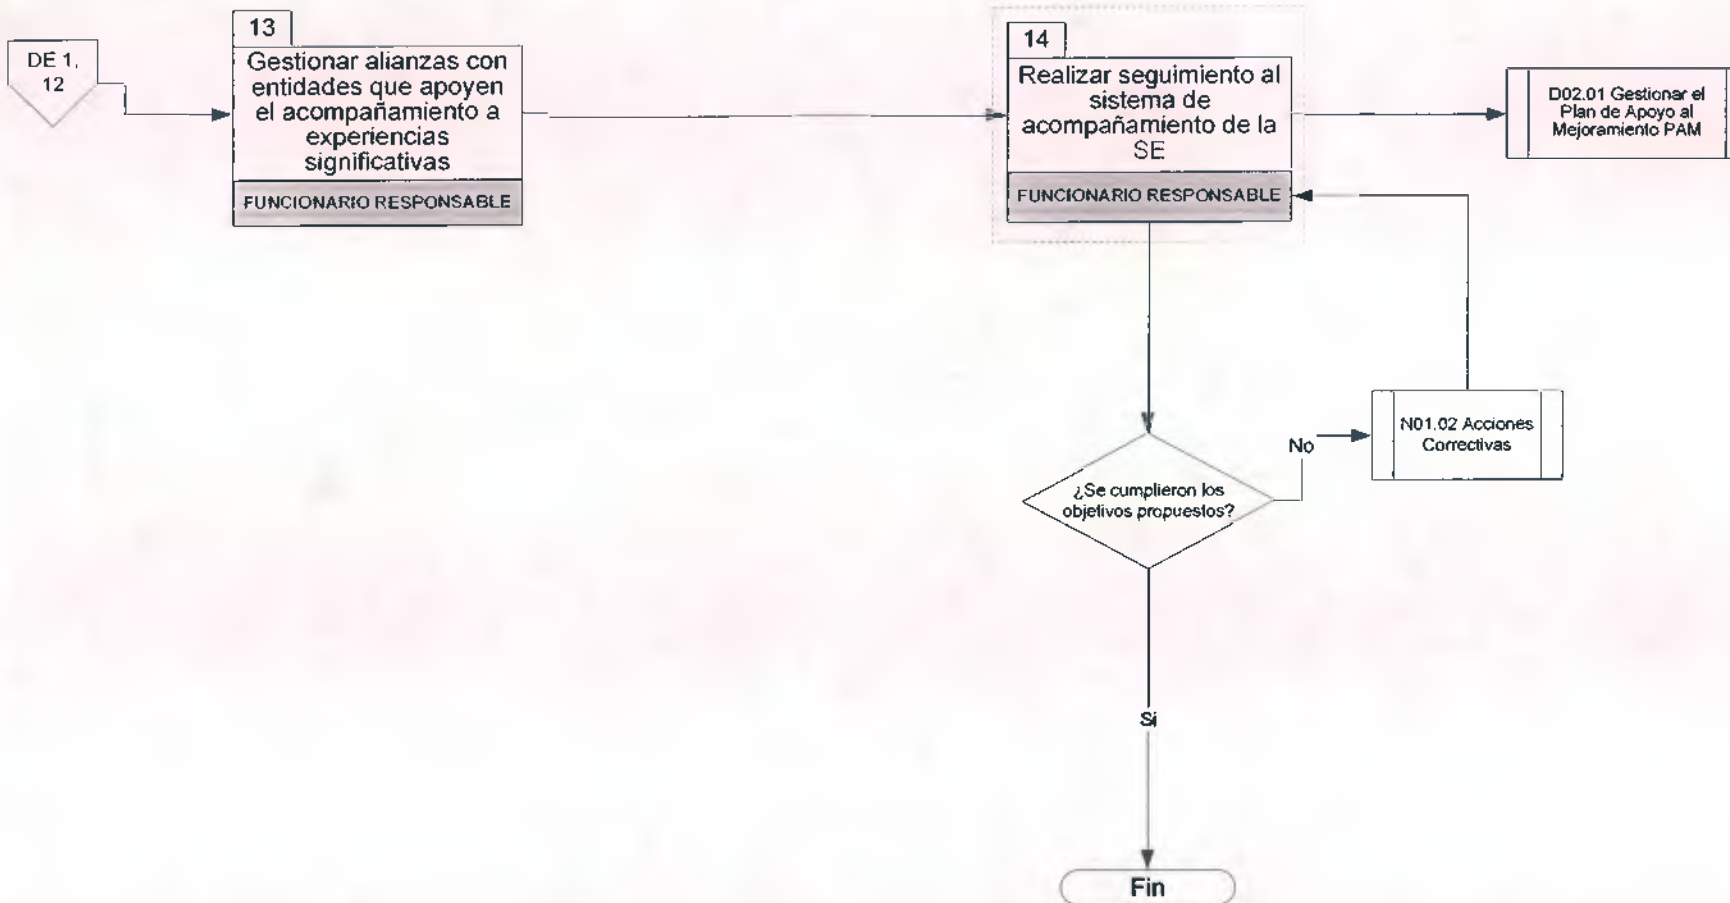 DE 1,
12
13
Gestionar alianzas con
entidades que apoyen
el acompañamiento a
experiencias
significativas
FUNCIONARIO RESPONSABLE
14
Realizar seguimiento al
sistema de
acompañamiento de la
SE
FUNCIONARIO RESPONSABLE
D02.01 Gestionar el
Plan de Apoyo al
Mejoramiento PAM
No
N01.02 Acciones
Correctivas
¿Se cumplieron los
objetivos propuestos?
Si
Fin